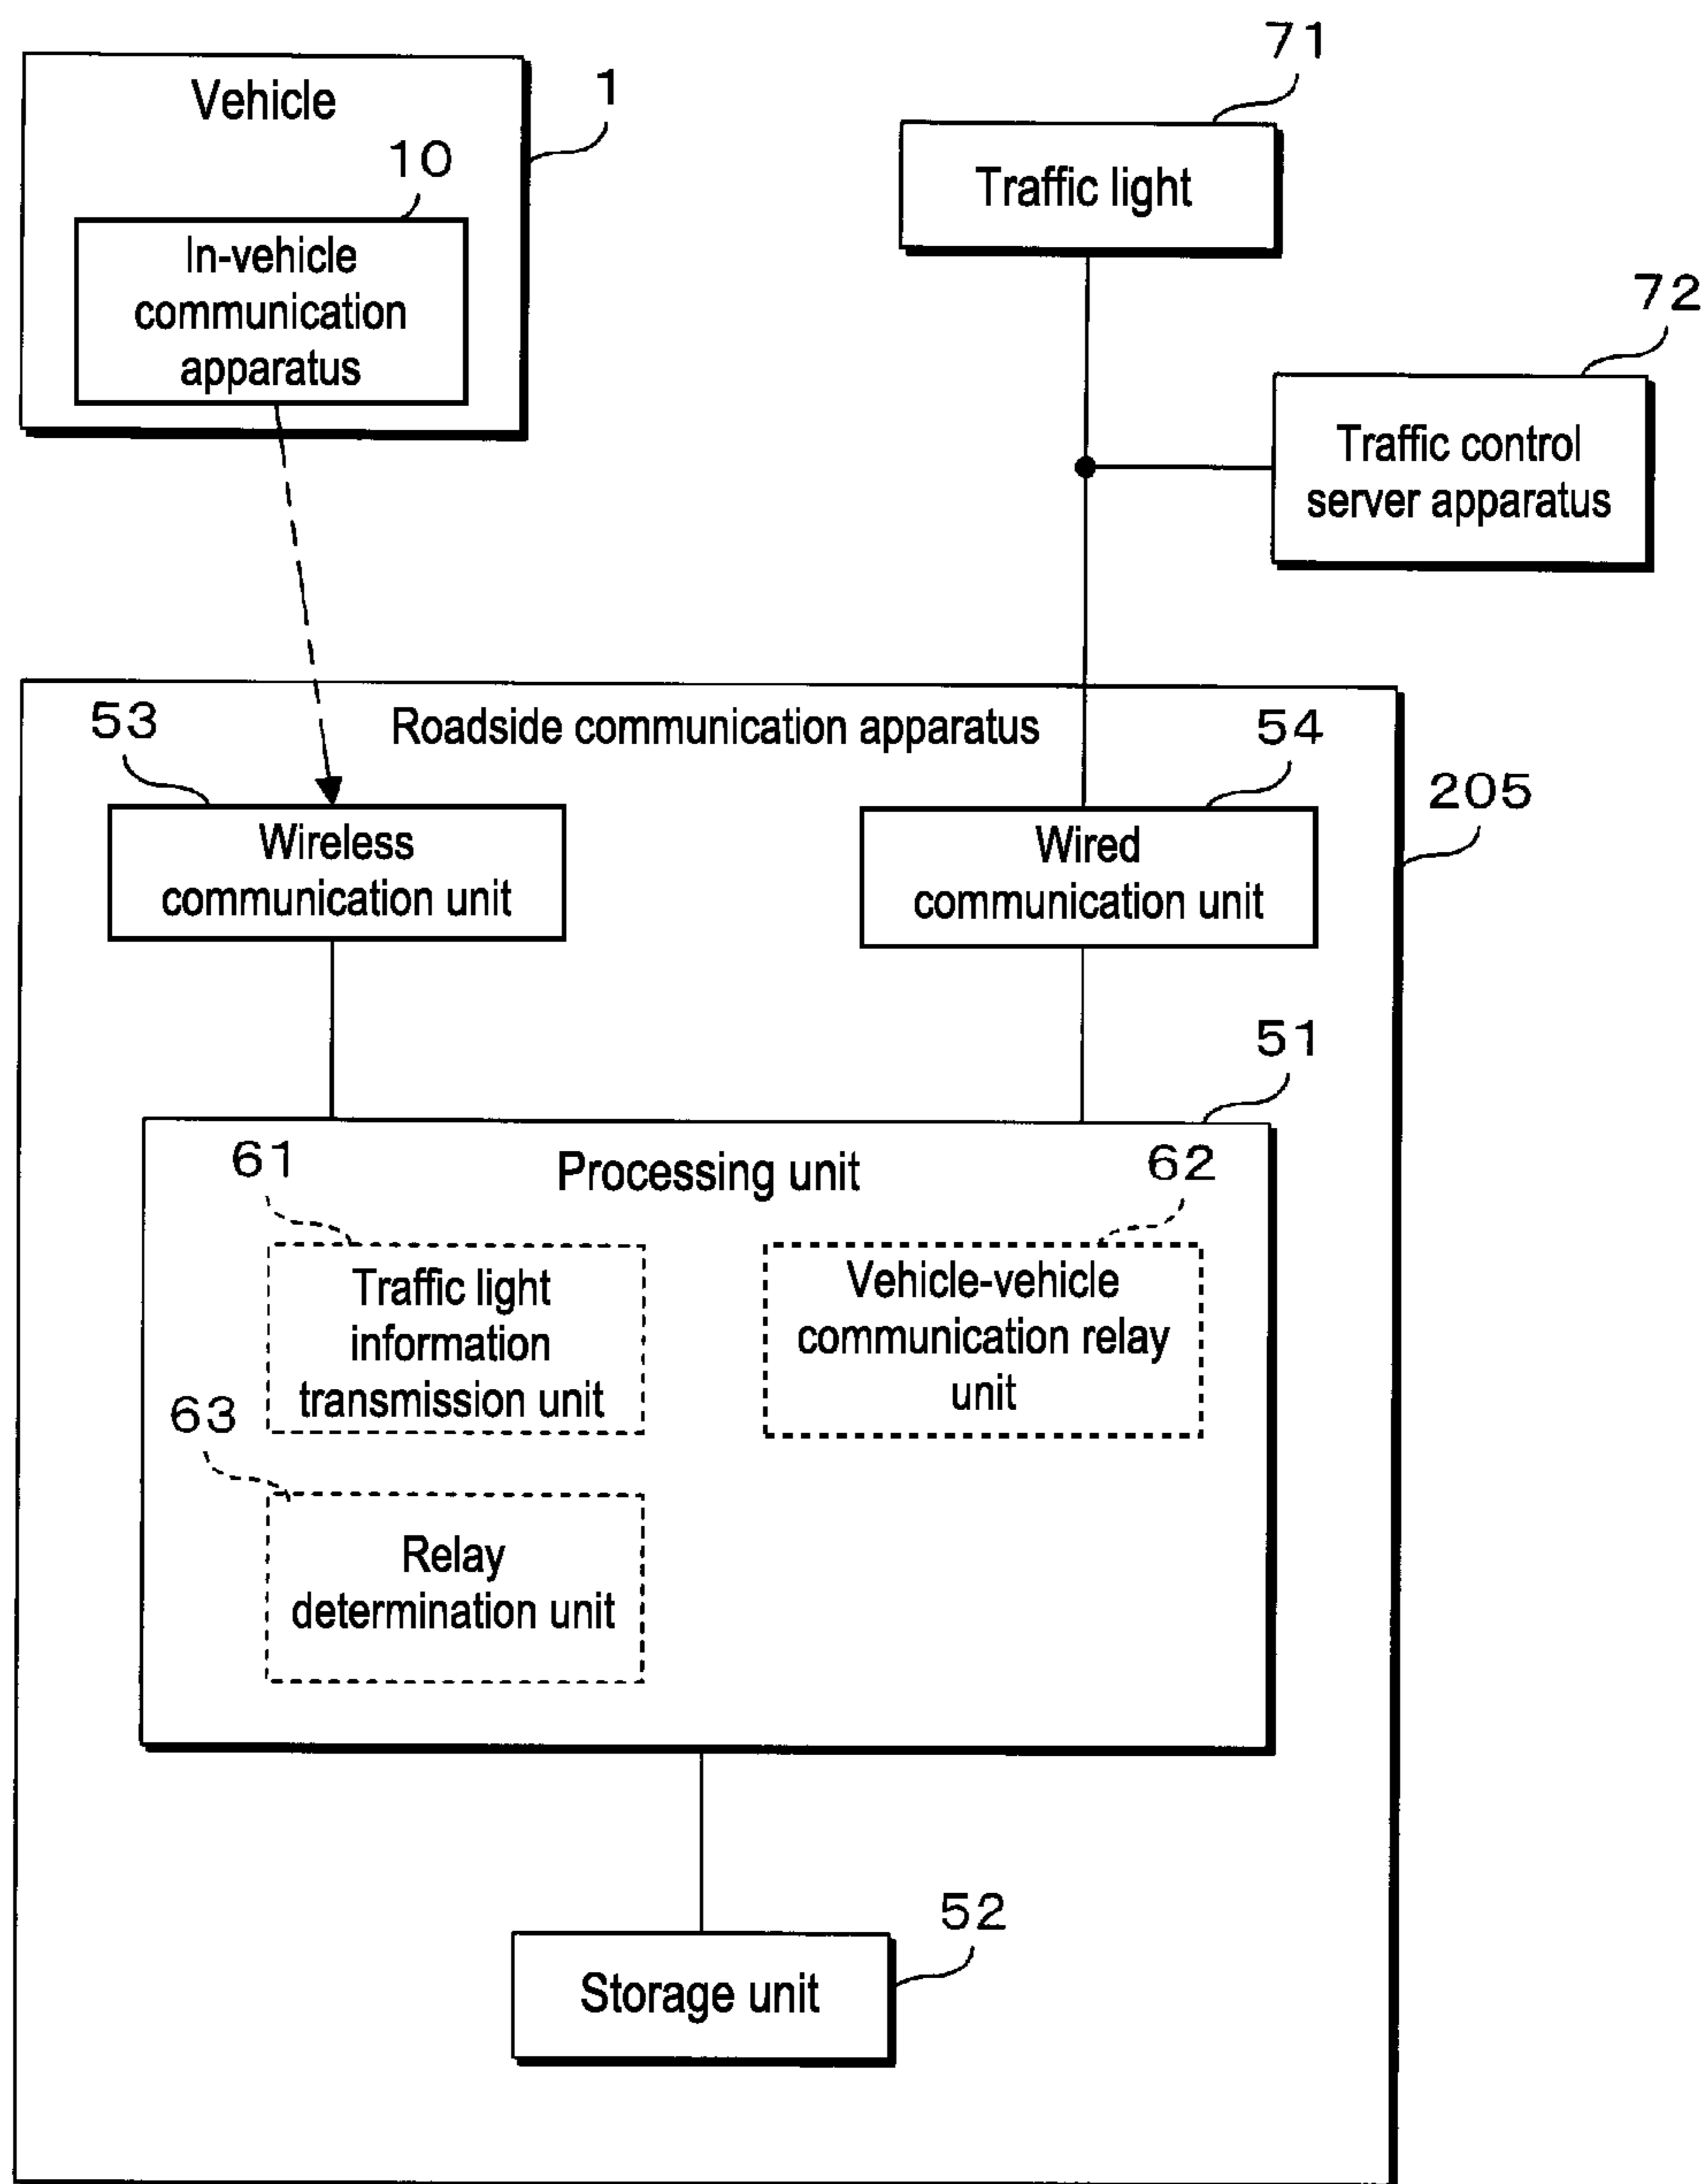 71
Vehicle
1
10
Traffic light
In-vehicle
communication
apparatus
72
Traffic control
server apparatus
53
Roadside communication apparatus
54
205
Wireless
communication unit
Wired
communication unit
51
61
Processing unit
62
Traffic light
information
transmission unit
Vehicle-vehicle
communication relay
unit
63
Relay
determination unit
52
Storage unit